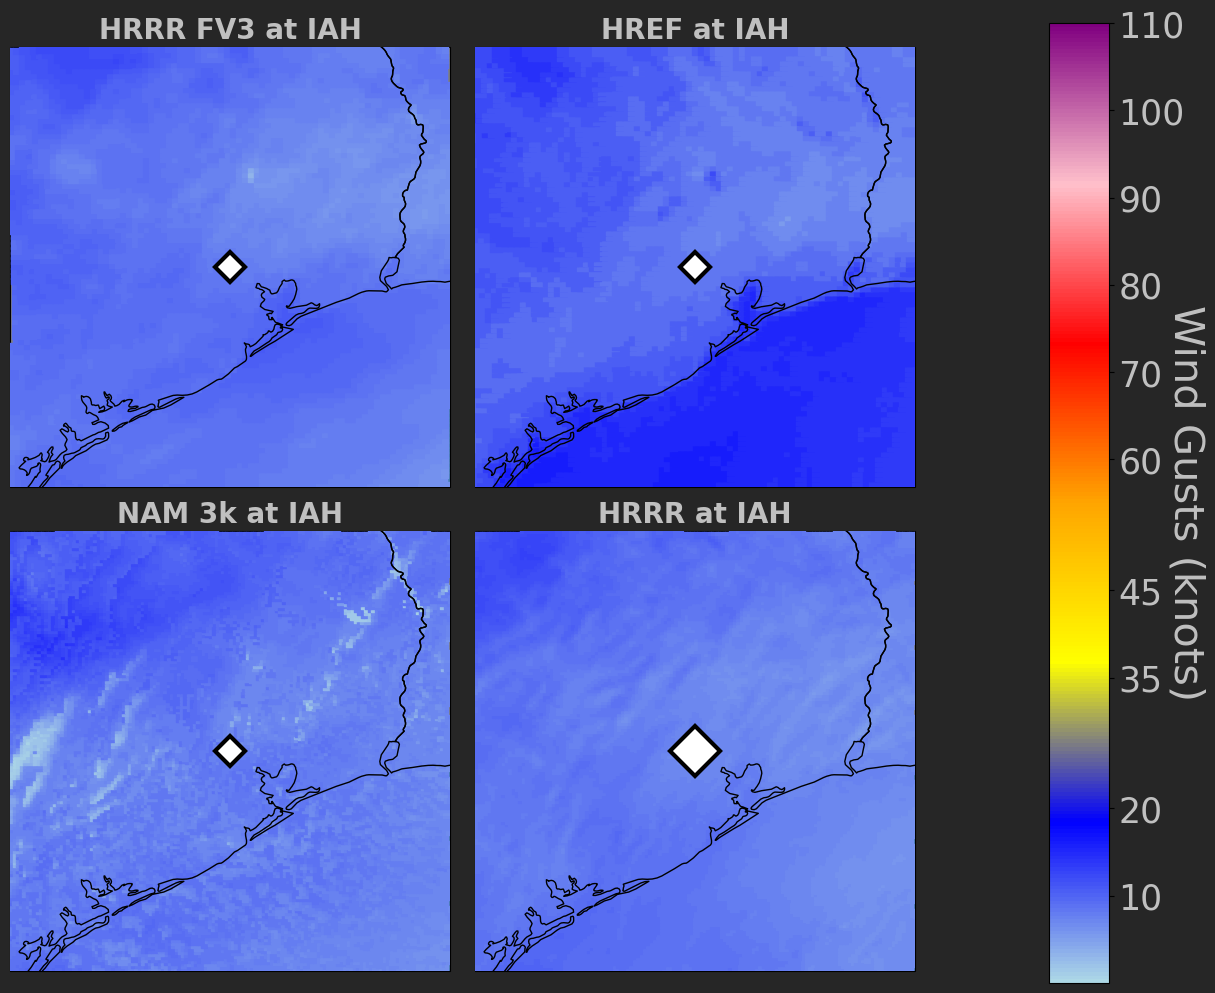 HRRR FV3 at IAH
HREF at IAH
NAM 3k at IAH
HRRR at IAH
110
100
90
80
70
60
45
35
20
10
Wind Gusts (knots)